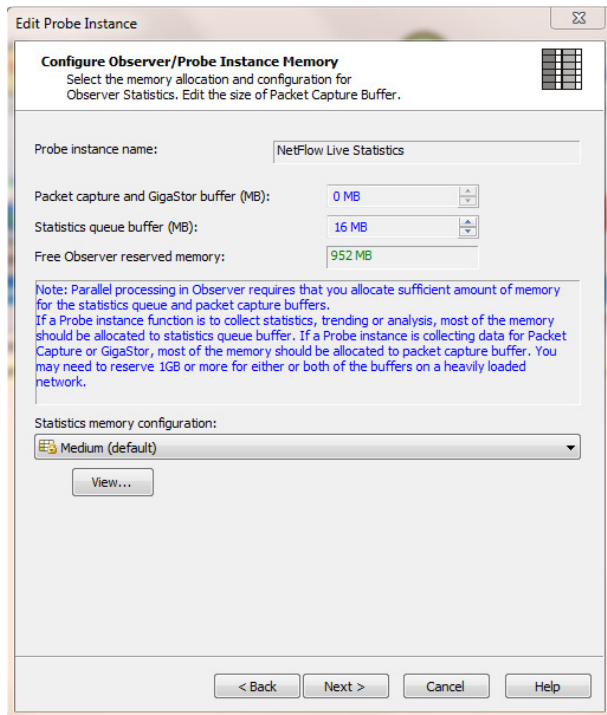 Edit Probe Instance
Configure Observer/Probe Instance Memory
Select the memory allocation and configuration for
Observer Statistics. Edit the size of Packet Capture Buffer.
Probe instance name:
NetFlow Live Statistics
Packet capture and GigaStor buffer (MB):
0 MB
Statistics queue buffer (MB):
16 MB
Free Observer reserved memory:
952 MB
Note: Parallel processing in Observer requires that you allocate sufficient amount of memory
for the statistics queue and packet capture buffers.
If a Probe instance function is to collect statistics, trending or analysis, most of the memory
should be allocated to statistics queue buffer. If a Probe instance is collecting data for Packet
Capture or GigaStor, most of the memory should be allocated to packet capture buffer. You
may need to reserve 1GB or more for either or both of the buffers on a heavily loaded
network.
Statistics memory configuration:
Medium (default)
View...
< Back
Next >
Cancel
Help